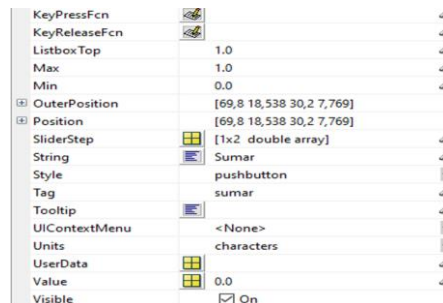 KeyPressFcn
KeyReleaseFcn
ListboxTop 1.0
Max 1.0
Min 0.0
OuterPosition [69,8 18,538 30,2 7,769]
Position [69,8 18,538 30,2 7,769]
SliderStep [1x2 double array]
String Sumar
Style pushbutton
Tag sumar
Tooltip
UIContextMenu <None>
Units characters
UserData
Value 0.0
Visible On